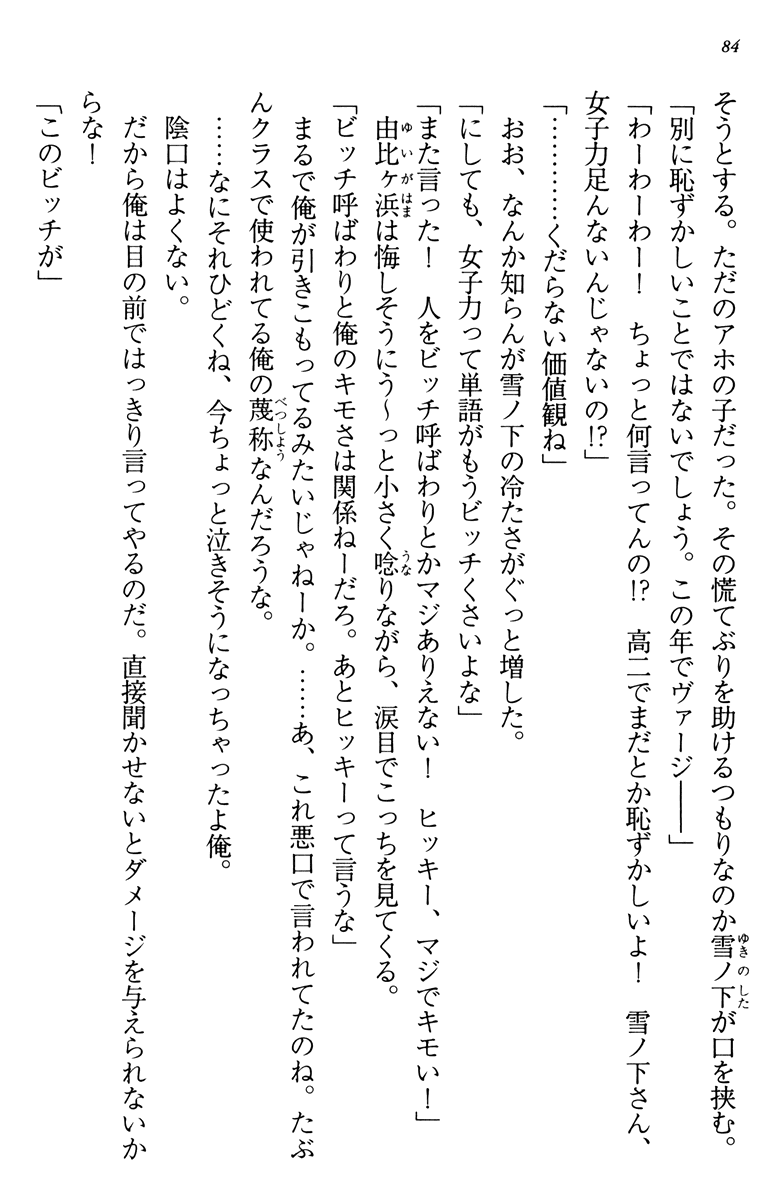 84
そうとする。ただのアホの子だった。その慌てぶりを助けるつもりなのか雪ノ下が口を挟む。
「別に恥ずかしいことではないでしょう。この年でヴァージ――」
「わーわーわー!　ちょっと何言ってんの!?　高二でまだとか恥ずかしいよ!　雪ノ下さん、
女子力足んないんじゃないの!?」
「…………くだらない価値観ね」
おお、なんか知らんが雪ノ下の冷たさがぐっと増した。
「にしても、女子力って単語がもうビッチくさいよな」
「また言った!　人をビッチ呼ばわりとかマジありえない!　ヒッキー、マジでキモい!」
由比ヶ浜は悔しそうにう〜っと小さく唸りながら、涙目でこっちを見てくる。
「ビッチ呼ばわりと俺のキモさは関係ねーだろ。あとヒッキーって言うな」
まるで俺が引きこもってるみたいじゃねーか。……あ、これ悪口で言われてたのね。たぶ
んクラスで使われてる俺の蔑称なんだろうな。
……なにそれひどくね、今ちょっと泣きそうになっちゃったよ俺。
陰口はよくない。
だから俺は目の前ではっきり言ってやるのだ。直接聞かせないとダメージを与えられないか
らな!
「このビッチが」